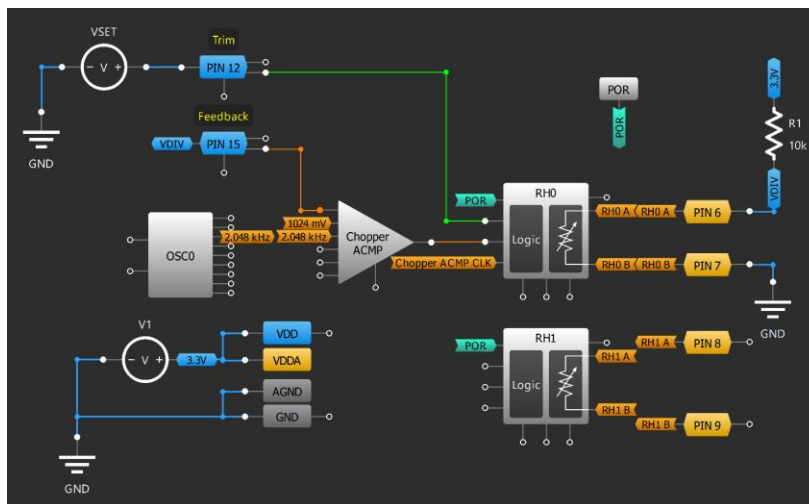 VSET
− V +
Trim
PIN 12
GND
Feedback
VDIV
PIN 15
POR
POR
3.3V
R1
10k
VDIV
OSC0
2.048 kHz
1024 mV
2.048 kHz
Chopper
ACMP
Chopper ACMP CLK
POR
RH0
Logic
RH0 A
RH0 A
PIN 6
RH0 B
RH0 B
PIN 7
GND
V1
− V +
3.3V
VDD
VDDA
AGND
GND
GND
POR
RH1
Logic
RH1 A
RH1 A
PIN 8
RH1 B
RH1 B
PIN 9